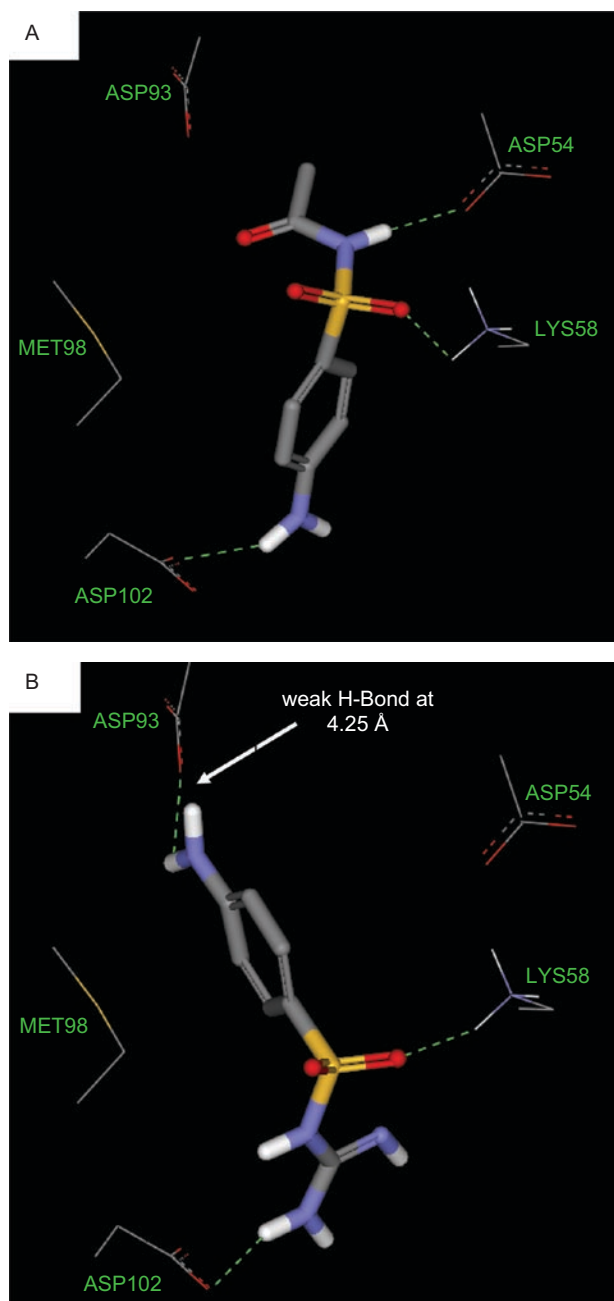 A
ASP93
ASP54
LYS58
MET98
ASP102
B
ASP93
weak H-Bond at
4.25 Å
ASP54
LYS58
MET98
ASP102